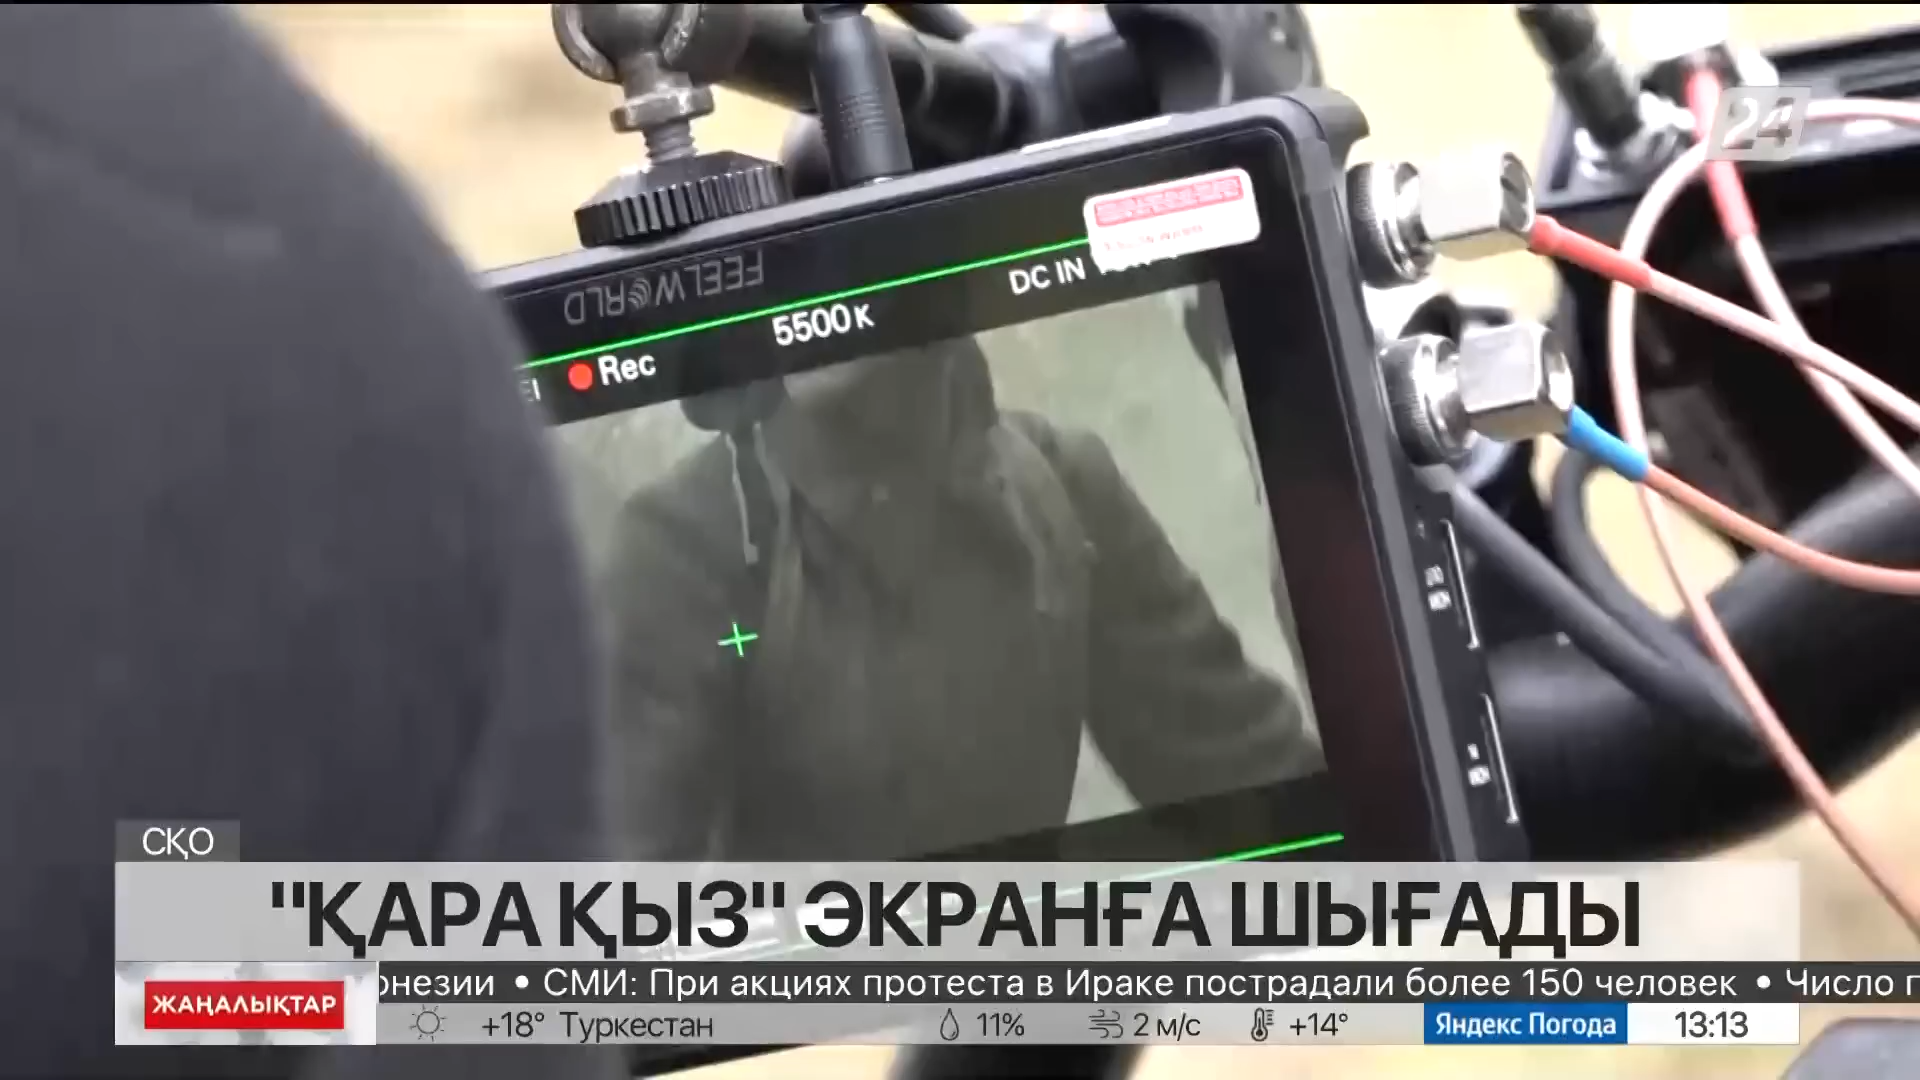 24
FEELWORLD
DC IN
5500K
Rec
СҚО
"ҚАРА ҚЫЗ" ЭКРАНҒА ШЫҒАДЫ
онезии • СМИ: При акциях протеста в Ираке пострадали более 150 человек • Число г
ЖАҢАЛЫҚТАР
+18° Туркестан 11% 2 м/с +14° Яндекс Погода 13:13